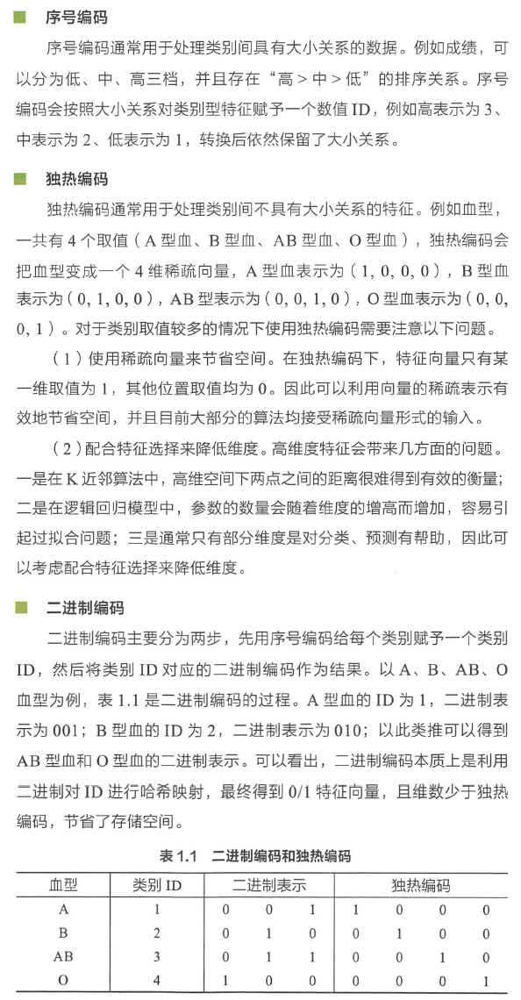 序号编码
序号编码通常用于处理类别间具有大小关系的数据。例如成绩，可
以分为低、中、高三档，并且存在“高 > 中 > 低”的排序关系。序号
编码会按照大小关系对类别型特征赋予一个数值 ID，例如高表示为 3、
中表示为 2、低表示为 1，转换后依然保留了大小关系。
独热编码
独热编码通常用于处理类别间不具有大小关系的特征。例如血型，
一共有 4 个取值（A 型血、B 型血、AB 型血、O 型血），独热编码会
把血型变成一个 4 维稀疏向量，A 型血表示为（1, 0, 0, 0），B 型血
表示为（0, 1, 0, 0），AB 型表示为（0, 0, 1, 0），O 型血表示为（0, 0,
0, 1）。对于类别取值较多的情况下使用独热编码需要注意以下问题。
（1）使用稀疏向量来节省空间。在独热编码下，特征向量只有某
一维取值为 1，其他位置取值均为 0。因此可以利用向量的稀疏表示有
效地节省空间，并且目前大部分的算法均接受稀疏向量形式的输入。
（2）配合特征选择来降低维度。高维度特征会带来几方面的问题。
一是在 K 近邻算法中，高维空间下两点之间的距离很难得到有效的衡量；
二是在逻辑回归模型中，参数的数量会随着维度的增高而增加，容易引
起过拟合问题；三是通常只有部分维度是对分类、预测有帮助，因此可
以考虑配合特征选择来降低维度。
二进制编码
二进制编码主要分为两步，先用序号编码给每个类别赋予一个类别
ID，然后将类别 ID 对应的二进制编码作为结果。以 A、B、AB、O
血型为例，表 1.1 是二进制编码的过程。A 型血的 ID 为 1，二进制表
示为 001；B 型血的 ID 为 2，二进制表示为 010；以此类推可以得到
AB 型血和 O 型血的二进制表示。可以看出，二进制编码本质上是利用
二进制对 ID 进行哈希映射，最终得到 0/1 特征向量，且维数少于独热
编码，节省了存储空间。
表 1.1 二进制编码和独热编码
血型 类别 ID 二进制表示 独热编码
A 1 0 0 1 1 0 0 0
B 2 0 1 0 0 1 0 0
AB 3 0 1 1 0 0 1 0
O 4 1 0 0 0 0 0 1